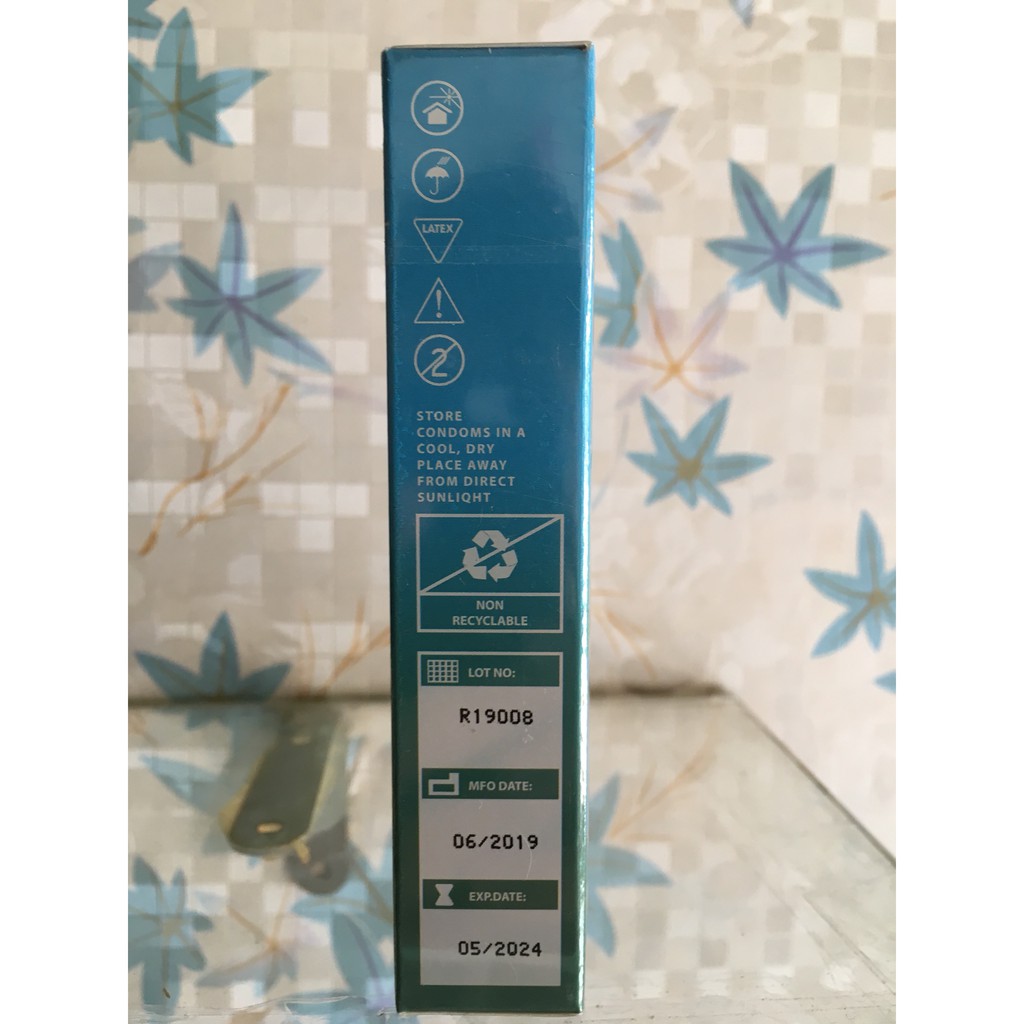 LATEX
!
2
STORE
CONDOMS IN A
COOL, DRY
PLACE AWAY
FROM DIRECT
SUNLIQHT
NON
RECYCLABLE
LOT NO:
R19008
MFO DATE:
06/2019
EXP.DATE:
05/2024